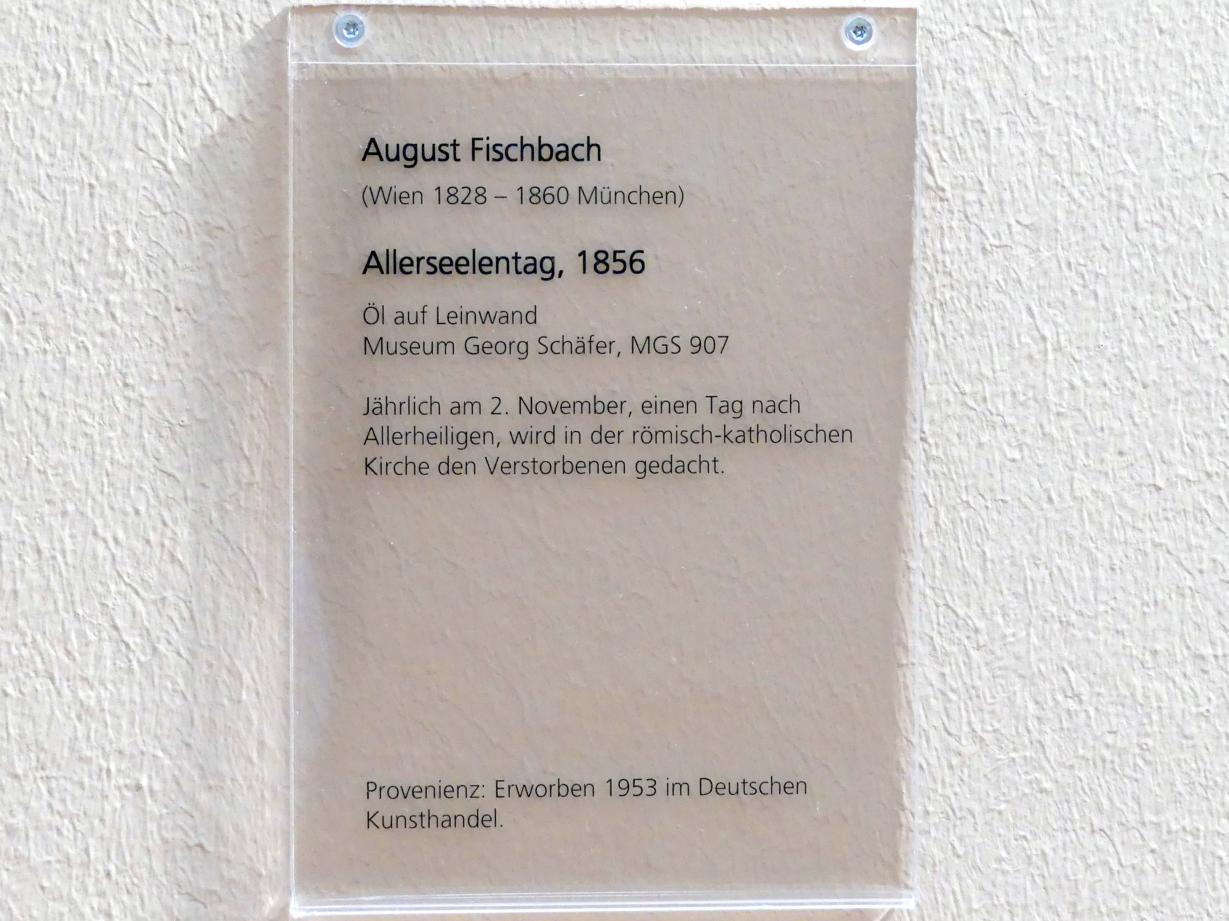 August Fischbach
(Wien 1828 – 1860 München)
Allerseelentag, 1856
Öl auf Leinwand
Museum Georg Schäfer, MGS 907
Jährlich am 2. November, einen Tag nach
Allerheiligen, wird in der römisch-katholischen
Kirche den Verstorbenen gedacht.
Provenienz: Erworben 1953 im Deutschen
Kunsthandel.